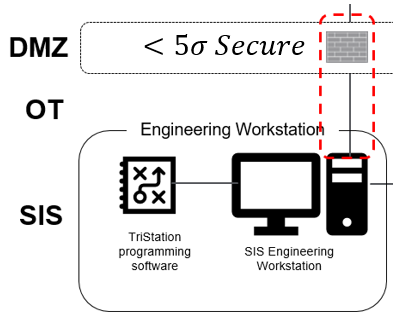 DMZ
< 5σ Secure
OT
Engineering Workstation
SIS
TriStation
programming
software
SIS Engineering
Workstation